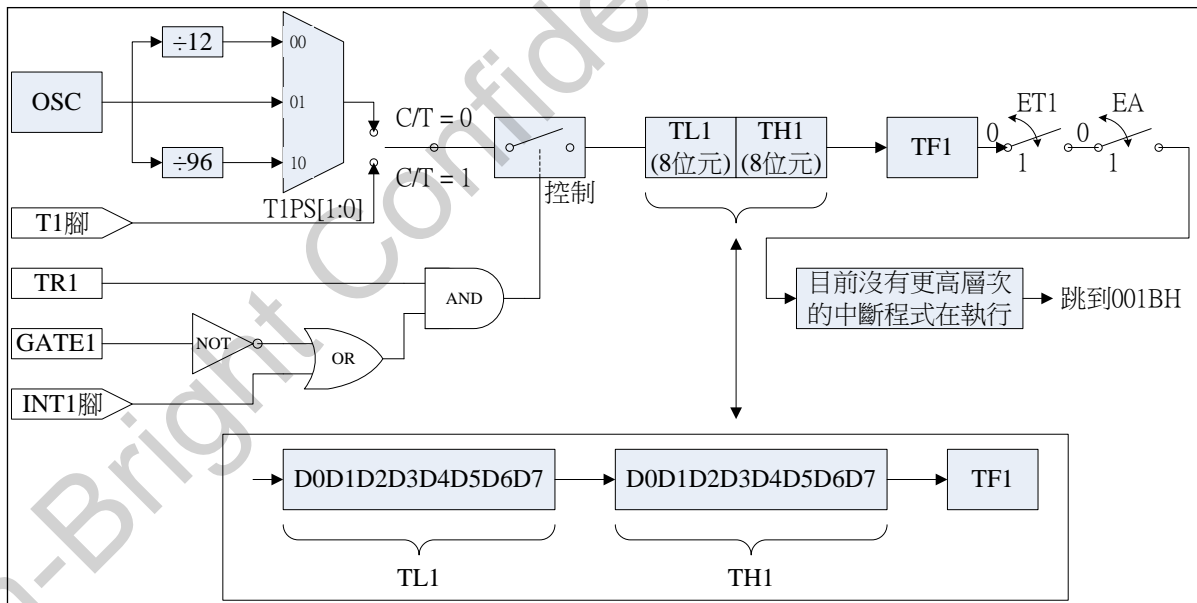 ÷12
OSC
÷96
00
01
10
T1PS[1:0]
C/T = 0
C/T = 1
控制
TL1
(8位元)
TH1
(8位元)
TF1
ET1
0
1
EA
0
1
T1腳
TR1
GATE1
INT1腳
NOT
OR
AND
目前沒有更高層次
的中斷程式在執行
跳到001BH
D0D1D2D3D4D5D6D7
D0D1D2D3D4D5D6D7
TF1
TL1
TH1
n-Bright Confide